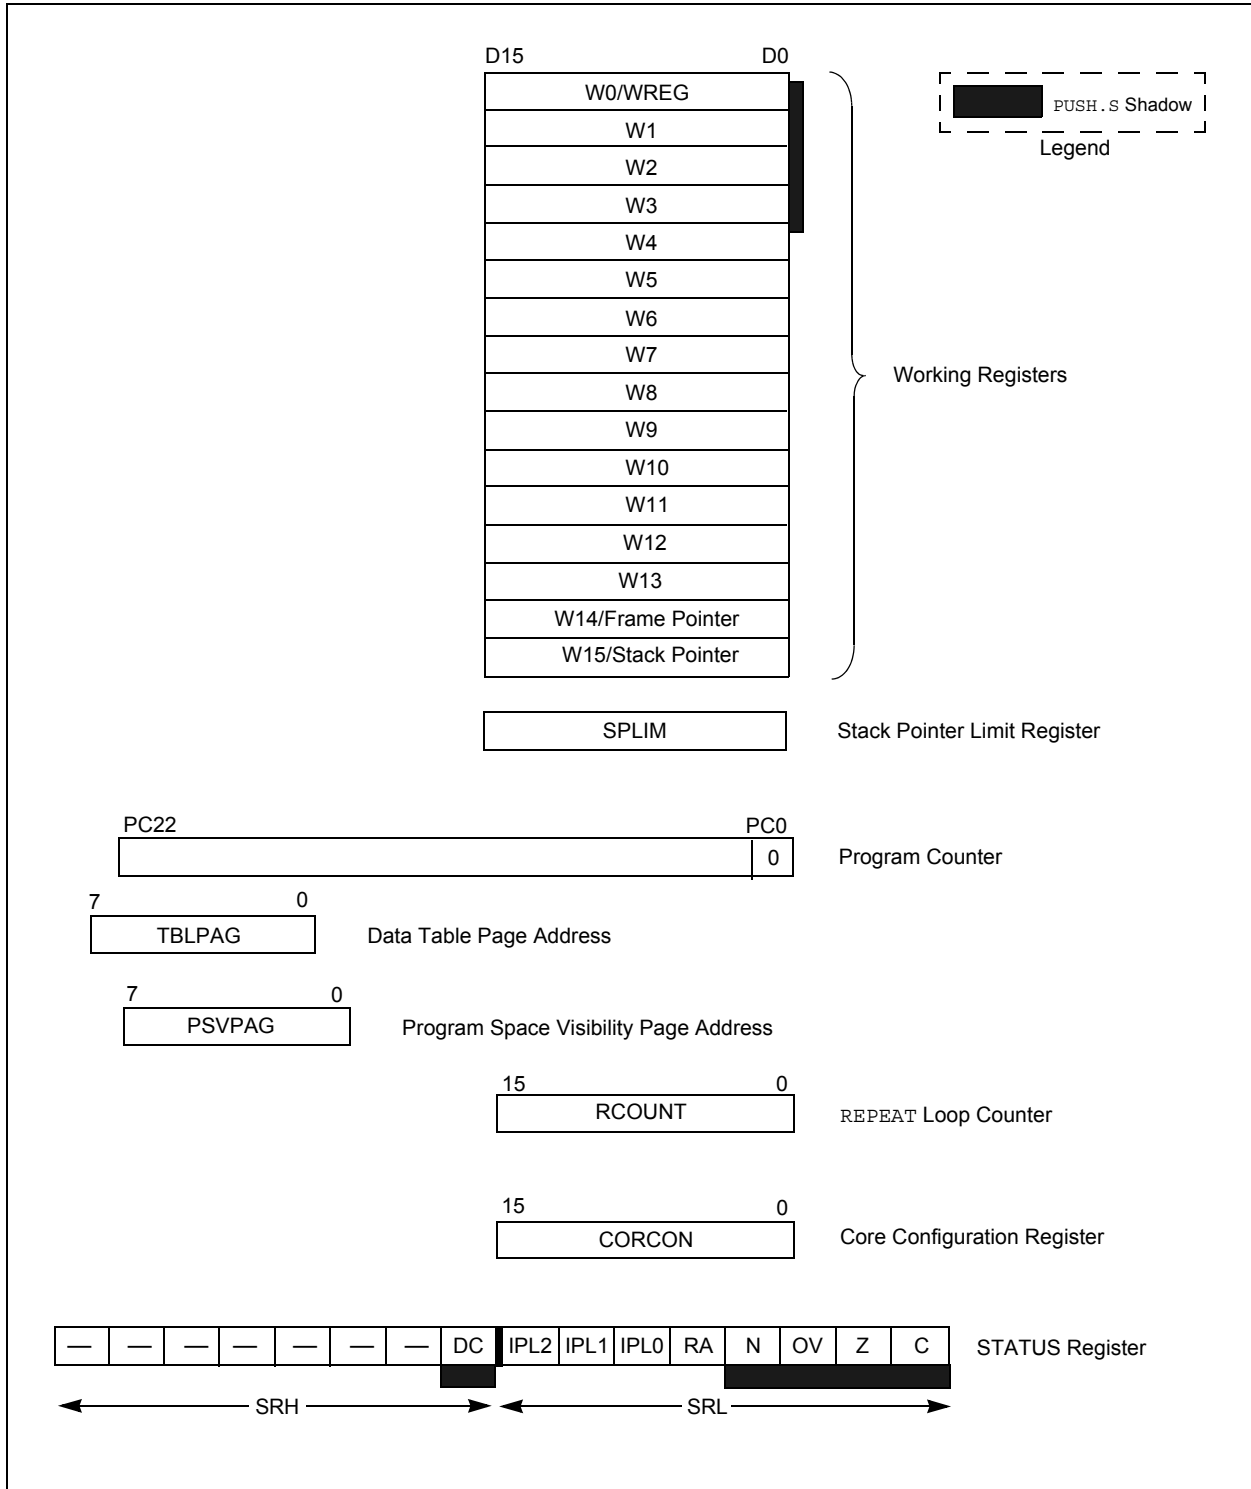 D15 D0
PUSH.S Shadow
Legend
W0/WREG
W1
W2
W3
W4
W5
W6
W7
W8
W9
W10
W11
W12
W13
W14/Frame Pointer
W15/Stack Pointer
Working Registers
SPLIM Stack Pointer Limit Register
PC22 PC0
0 Program Counter
7 0
TBLPAG Data Table Page Address
7 0
PSVPAG Program Space Visibility Page Address
15 0
RCOUNT REPEAT Loop Counter
15 0
CORCON Core Configuration Register
— — — — — — — DC IPL2 IPL1 IPL0 RA N OV Z C STATUS Register
SRH SRL